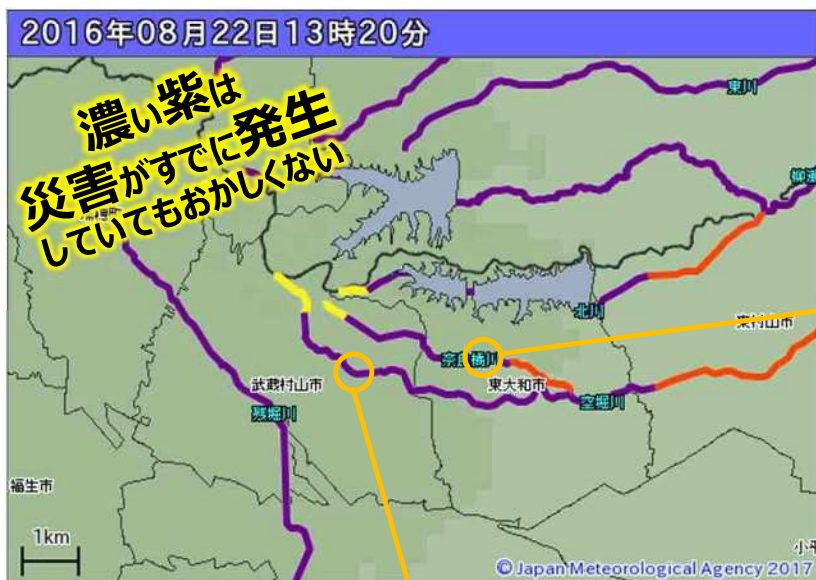 2016年08月22日13時20分
濃い紫は
災害がすでに発生
していてもおかしくない
東川
北川
東村山市
奈良橋川
武蔵村山市
東大和市
空堀川
残堀川
福生市
1km
© Japan Meteorological Agency 2017